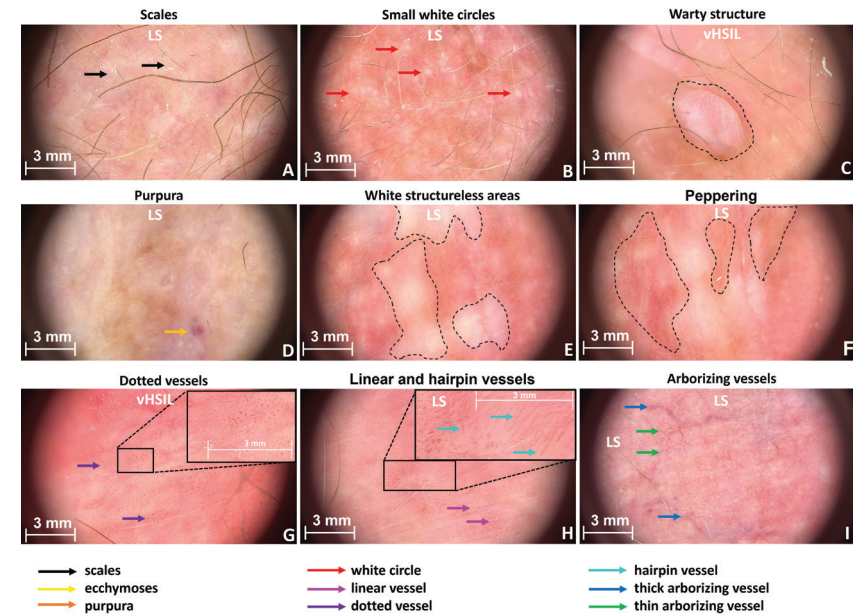 Scales
LS
3 mm
A
Small white circles
LS
3 mm
B
Warty structure
vHSIL
3 mm
C
Purpura
LS
3 mm
D
White structureless areas
LS
3 mm
E
Peppering
LS
3 mm
F
Dotted vessels
vHSIL
3 mm
3 mm
G
Linear and hairpin vessels
LS
3 mm
3 mm
H
Arborizing vessels
LS
LS
3 mm
I
scales
ecchymoses
purpura
white circle
linear vessel
dotted vessel
hairpin vessel
thick arborizing vessel
thin arborizing vessel